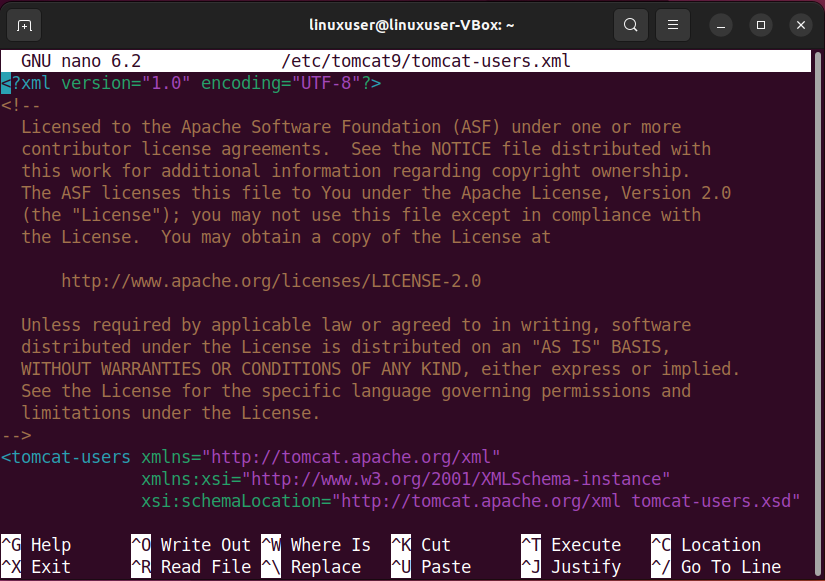 linuxuser@linuxuser-VBox: ~
GNU nano 6.2 /etc/tomcat9/tomcat-users.xml
<?xml version="1.0" encoding="UTF-8"?>
<!--
  Licensed to the Apache Software Foundation (ASF) under one or more
  contributor license agreements.  See the NOTICE file distributed with
  this work for additional information regarding copyright ownership.
  The ASF licenses this file to You under the Apache License, Version 2.0
  (the "License"); you may not use this file except in compliance with
  the License.  You may obtain a copy of the License at

      http://www.apache.org/licenses/LICENSE-2.0

  Unless required by applicable law or agreed to in writing, software
  distributed under the License is distributed on an "AS IS" BASIS,
  WITHOUT WARRANTIES OR CONDITIONS OF ANY KIND, either express or implied.
  See the License for the specific language governing permissions and
  limitations under the License.
-->
<tomcat-users xmlns="http://tomcat.apache.org/xml"
              xmlns:xsi="http://www.w3.org/2001/XMLSchema-instance"
              xsi:schemaLocation="http://tomcat.apache.org/xml tomcat-users.xsd"
^G Help ^O Write Out ^W Where Is ^K Cut ^T Execute ^C Location
^X Exit ^R Read File ^\ Replace ^U Paste ^J Justify ^/ Go To Line